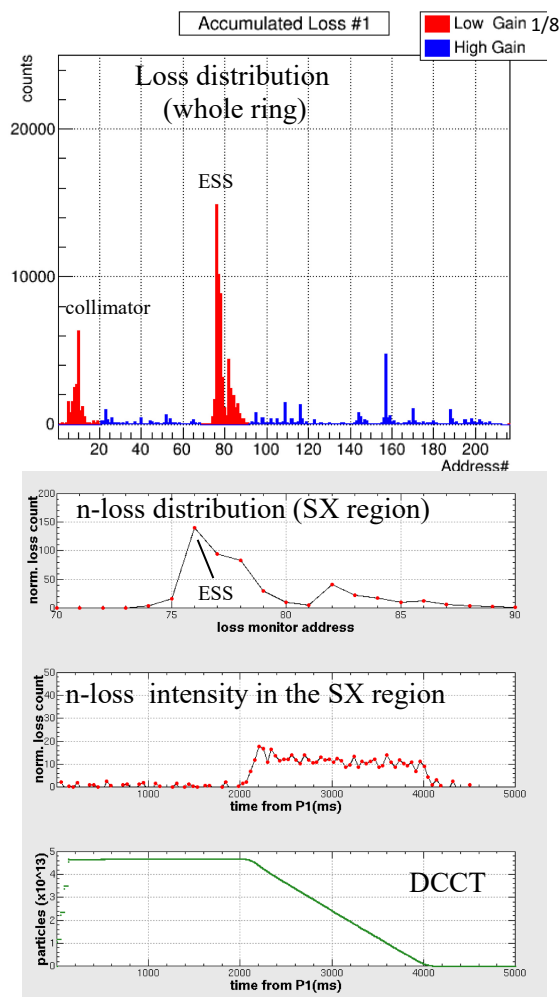 Accumulated Loss #1
Low Gain 1/8
High Gain
counts
Loss distribution
(whole ring)
20000
ESS
10000
collimator
0
0 20 40 60 80 100 120 140 160 180 200
Address#
norm. loss count
200
150
100
50
0
n-loss distribution (SX region)
ESS
70 75 80 85 90
loss monitor address
norm. loss count
50
40
30
20
10
0
n-loss intensity in the SX region
1000 2000 3000 4000 5000
time from P1(ms)
particles (x10^13)
5
4
3
2
1
0
DCCT
1000 2000 3000 4000 5000
time from P1(ms)